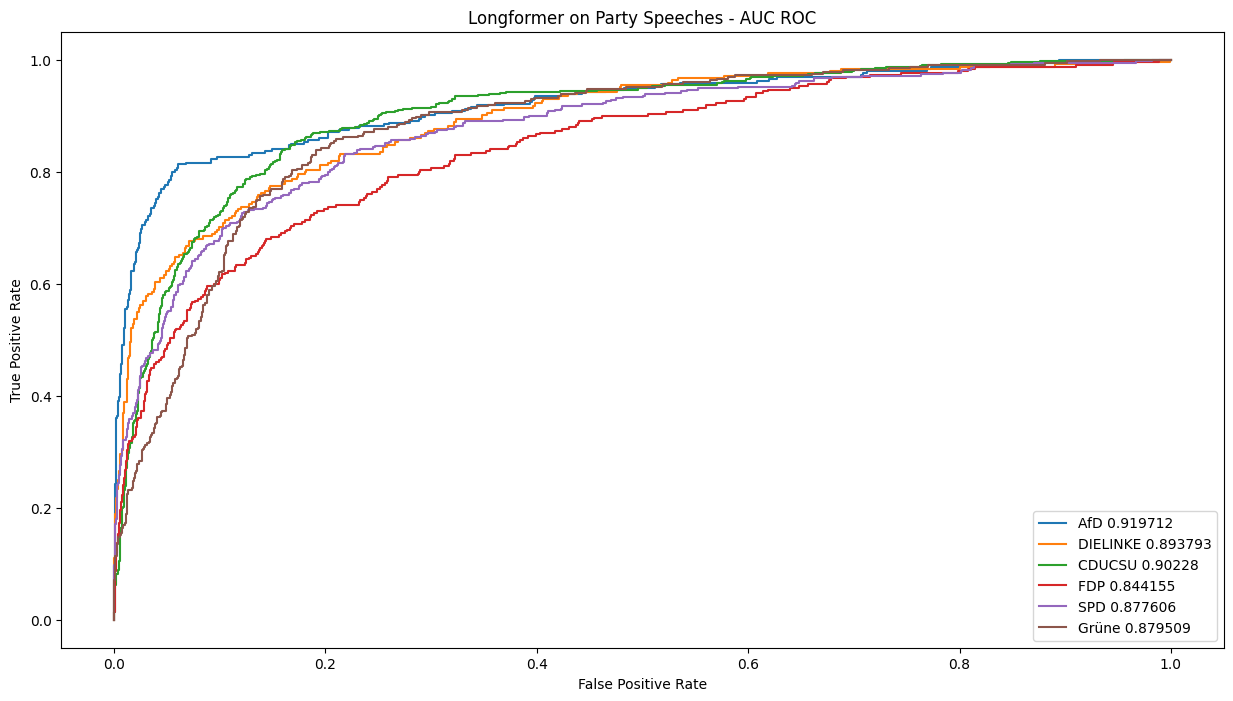 Longformer on Party Speeches - AUC ROC
True Positive Rate
1.0
0.8
0.6
0.4
0.2
0.0
0.0 0.2 0.4 0.6 0.8 1.0
False Positive Rate
AfD 0.919712
DIELINKE 0.893793
CDUCSU 0.90228
FDP 0.844155
SPD 0.877606
Grüne 0.879509